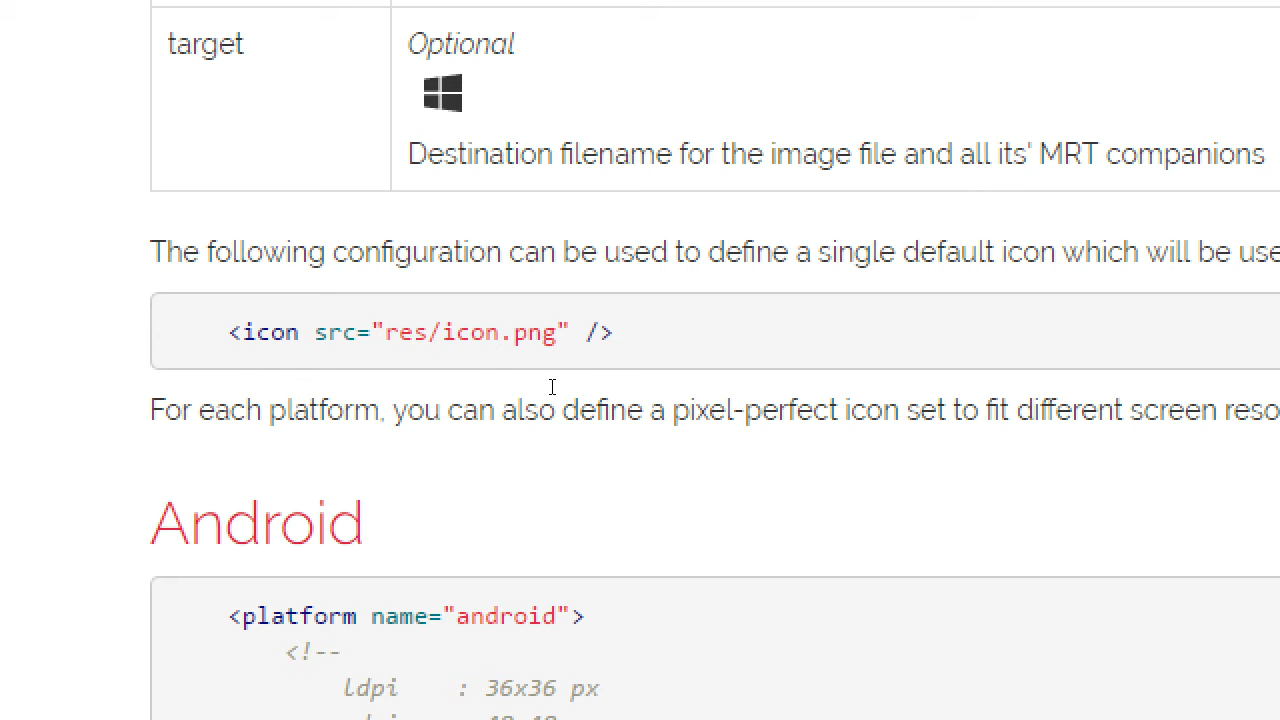 target
Optional
Destination filename for the image file and all its' MRT companions
The following configuration can be used to define a single default icon which will be use
<icon src="res/icon.png" />
For each platform, you can also define a pixel-perfect icon set to fit different screen reso
Android
<platform name="android">
<!--
ldpi : 36x36 px